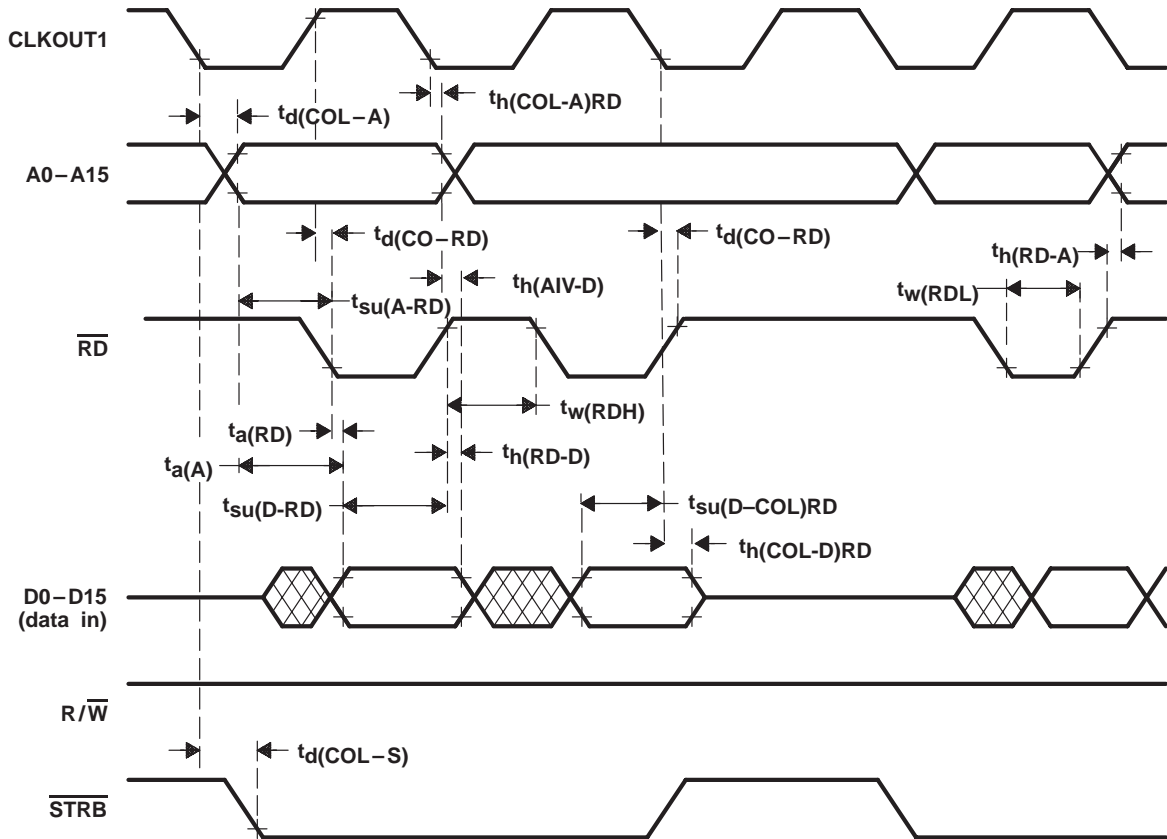 CLKOUT1
th(COL-A)RD
td(COL–A)
A0–A15
td(CO–RD)
td(CO–RD)
th(RD-A)
th(AIV-D)
tw(RDL)
tsu(A-RD)
RD
tw(RDH)
ta(RD)
th(RD-D)
ta(A)
tsu(D-RD)
tsu(D–COL)RD
th(COL-D)RD
D0–D15
(data in)
R/W
td(COL–S)
STRB